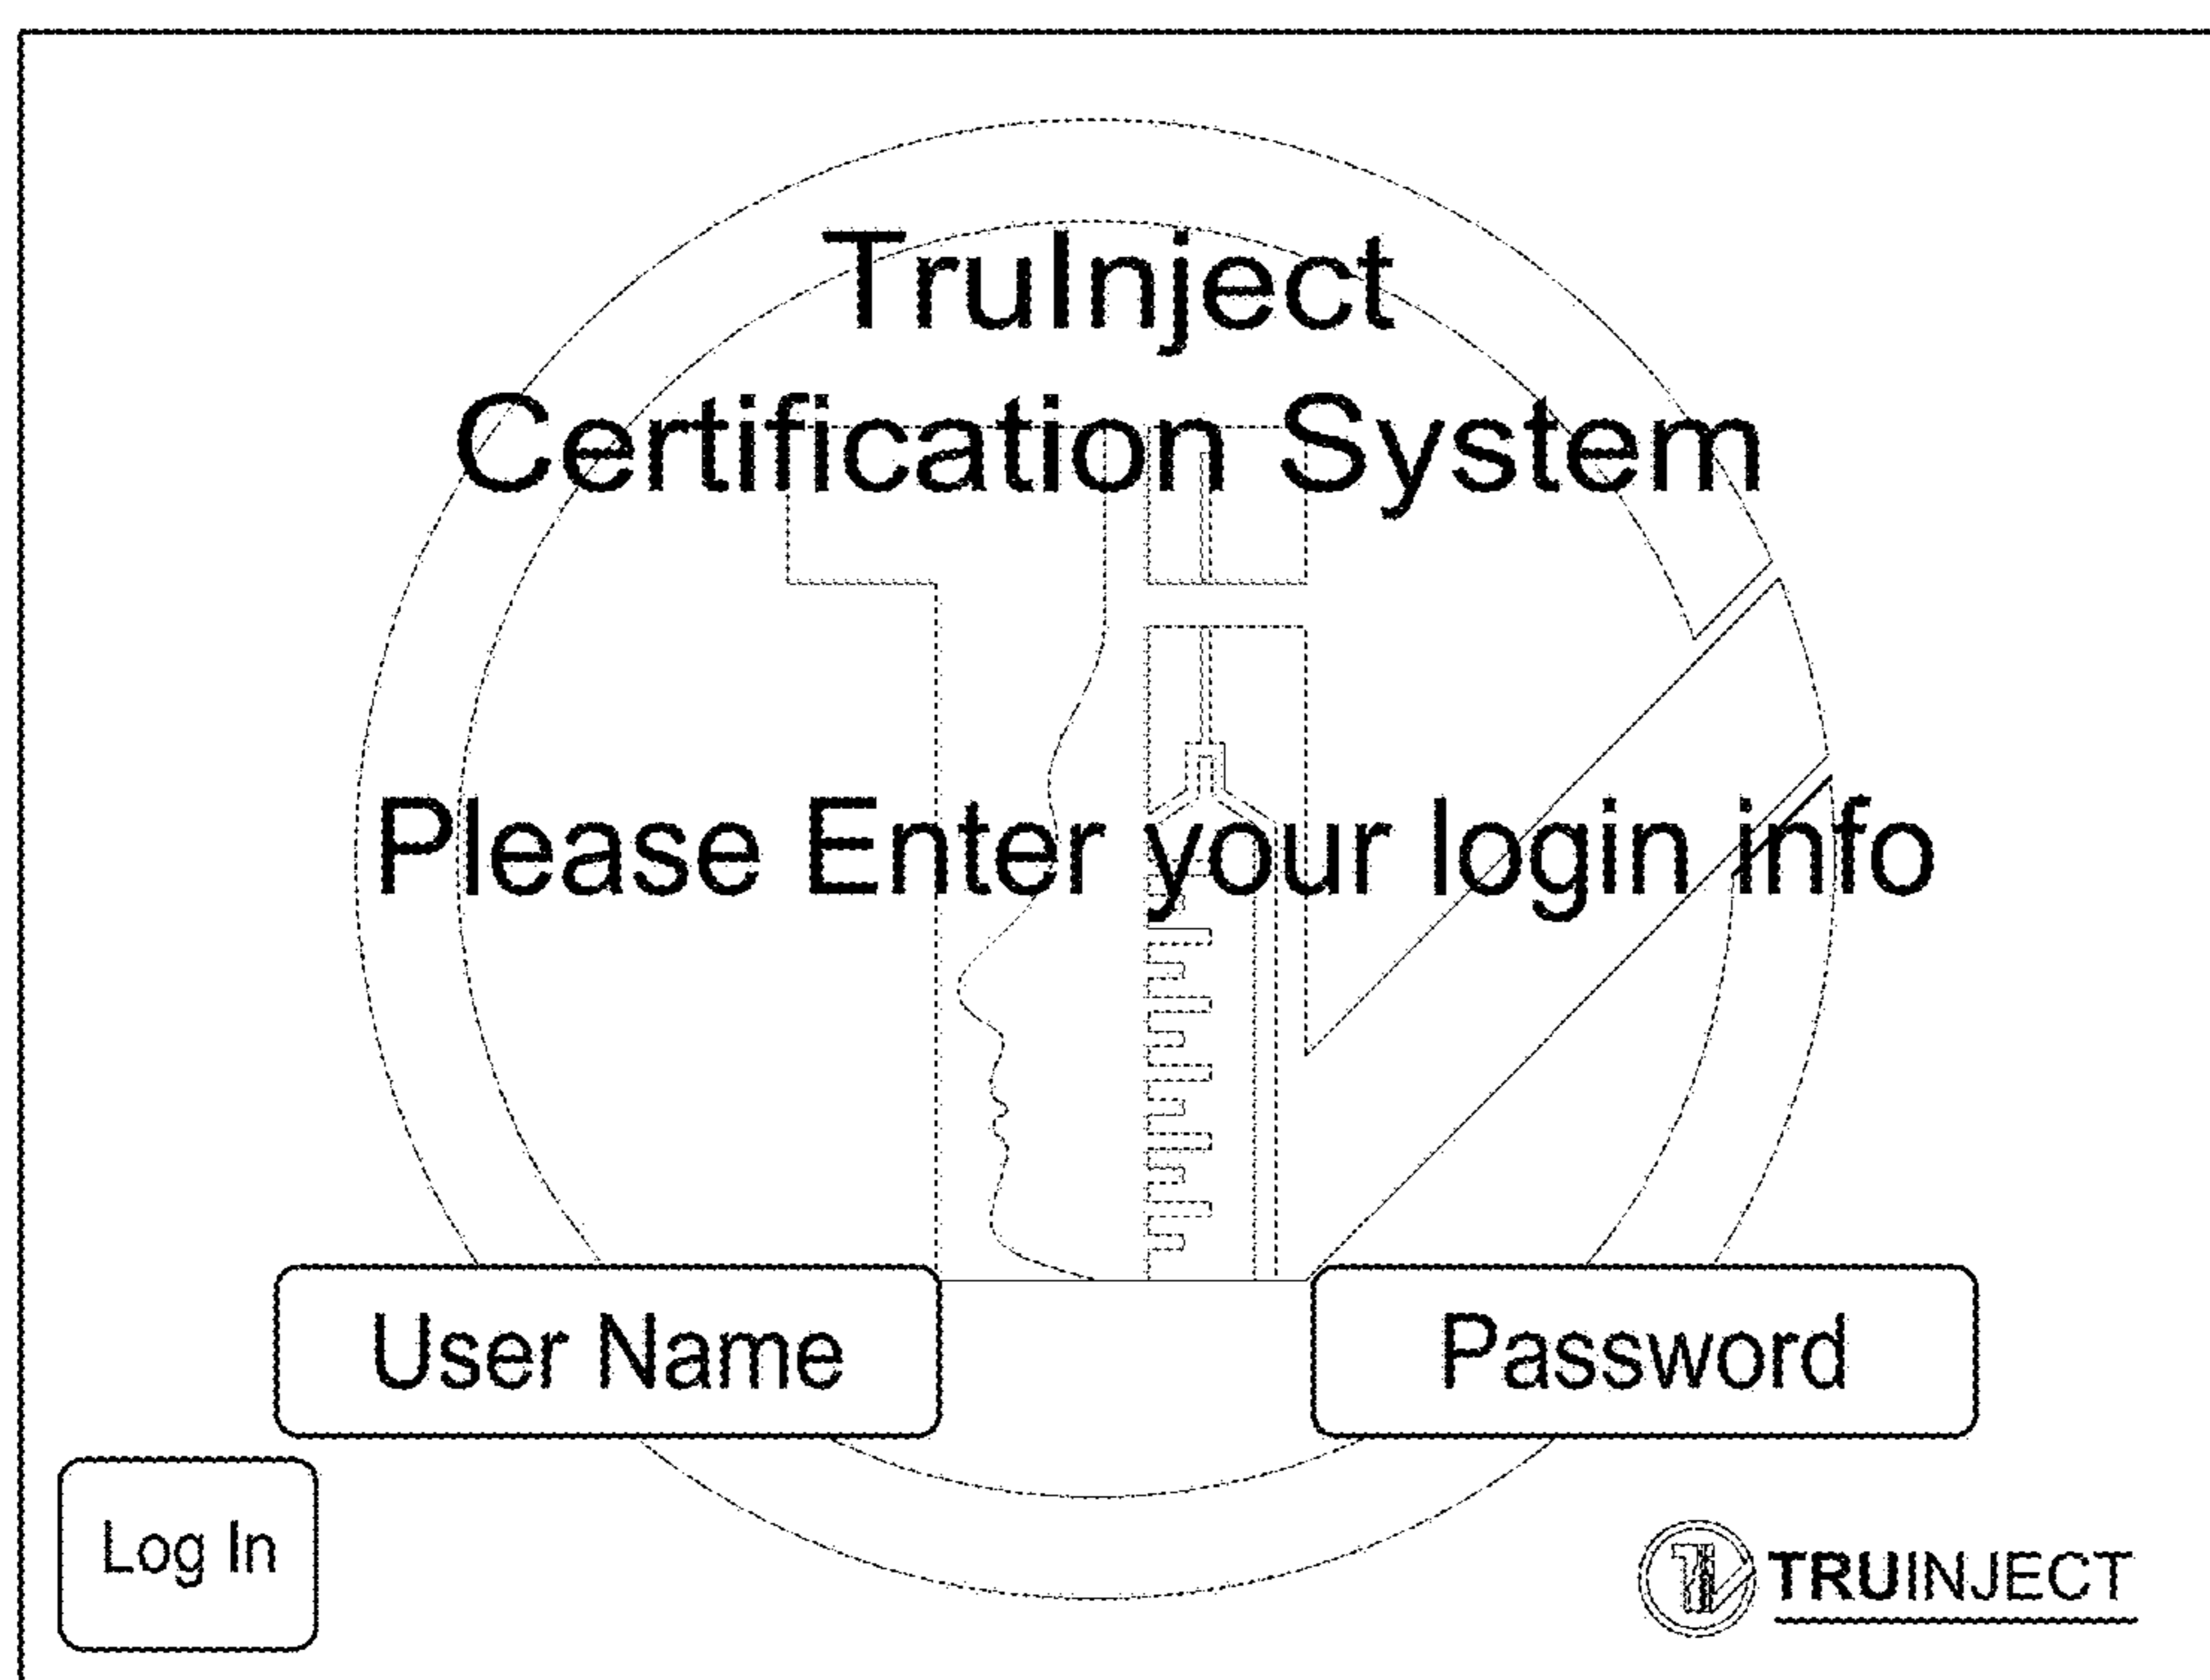 TruInject
Certification System
Please Enter your login info
User Name
Password
Log In
TRUINJECT